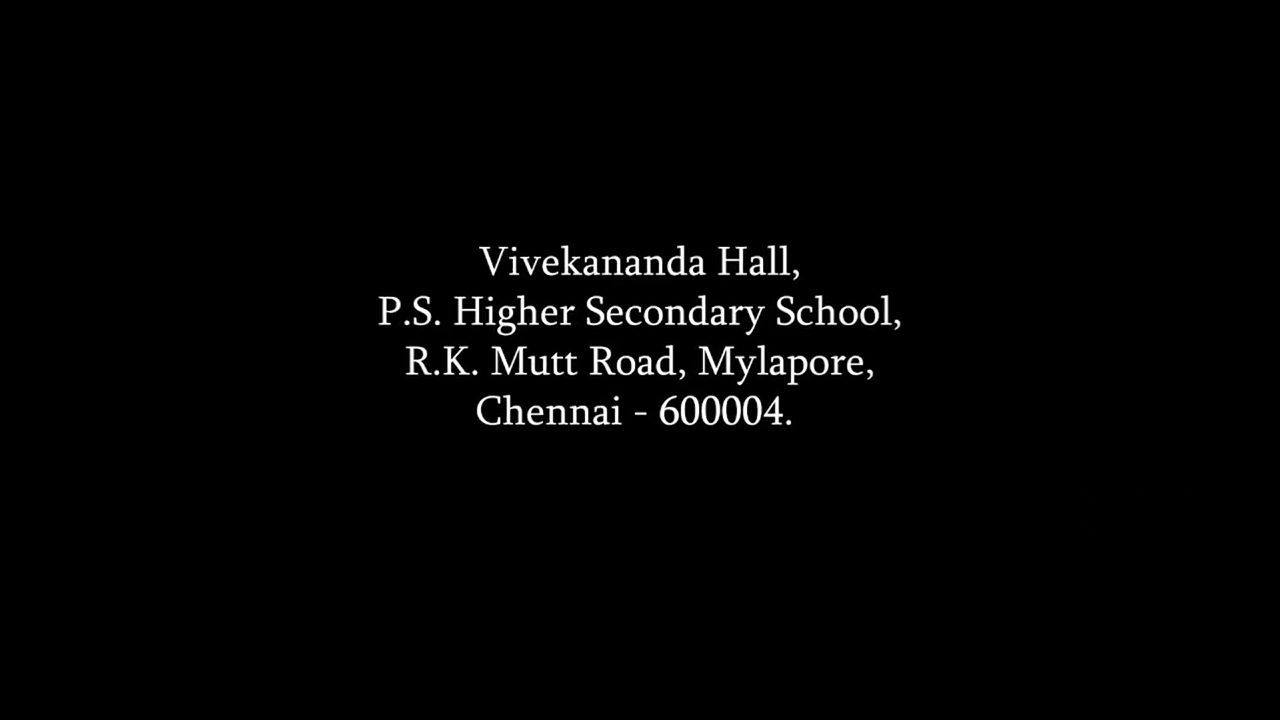 Vivekananda Hall,
P.S. Higher Secondary School,
R.K. Mutt Road, Mylapore,
Chennai - 600004.